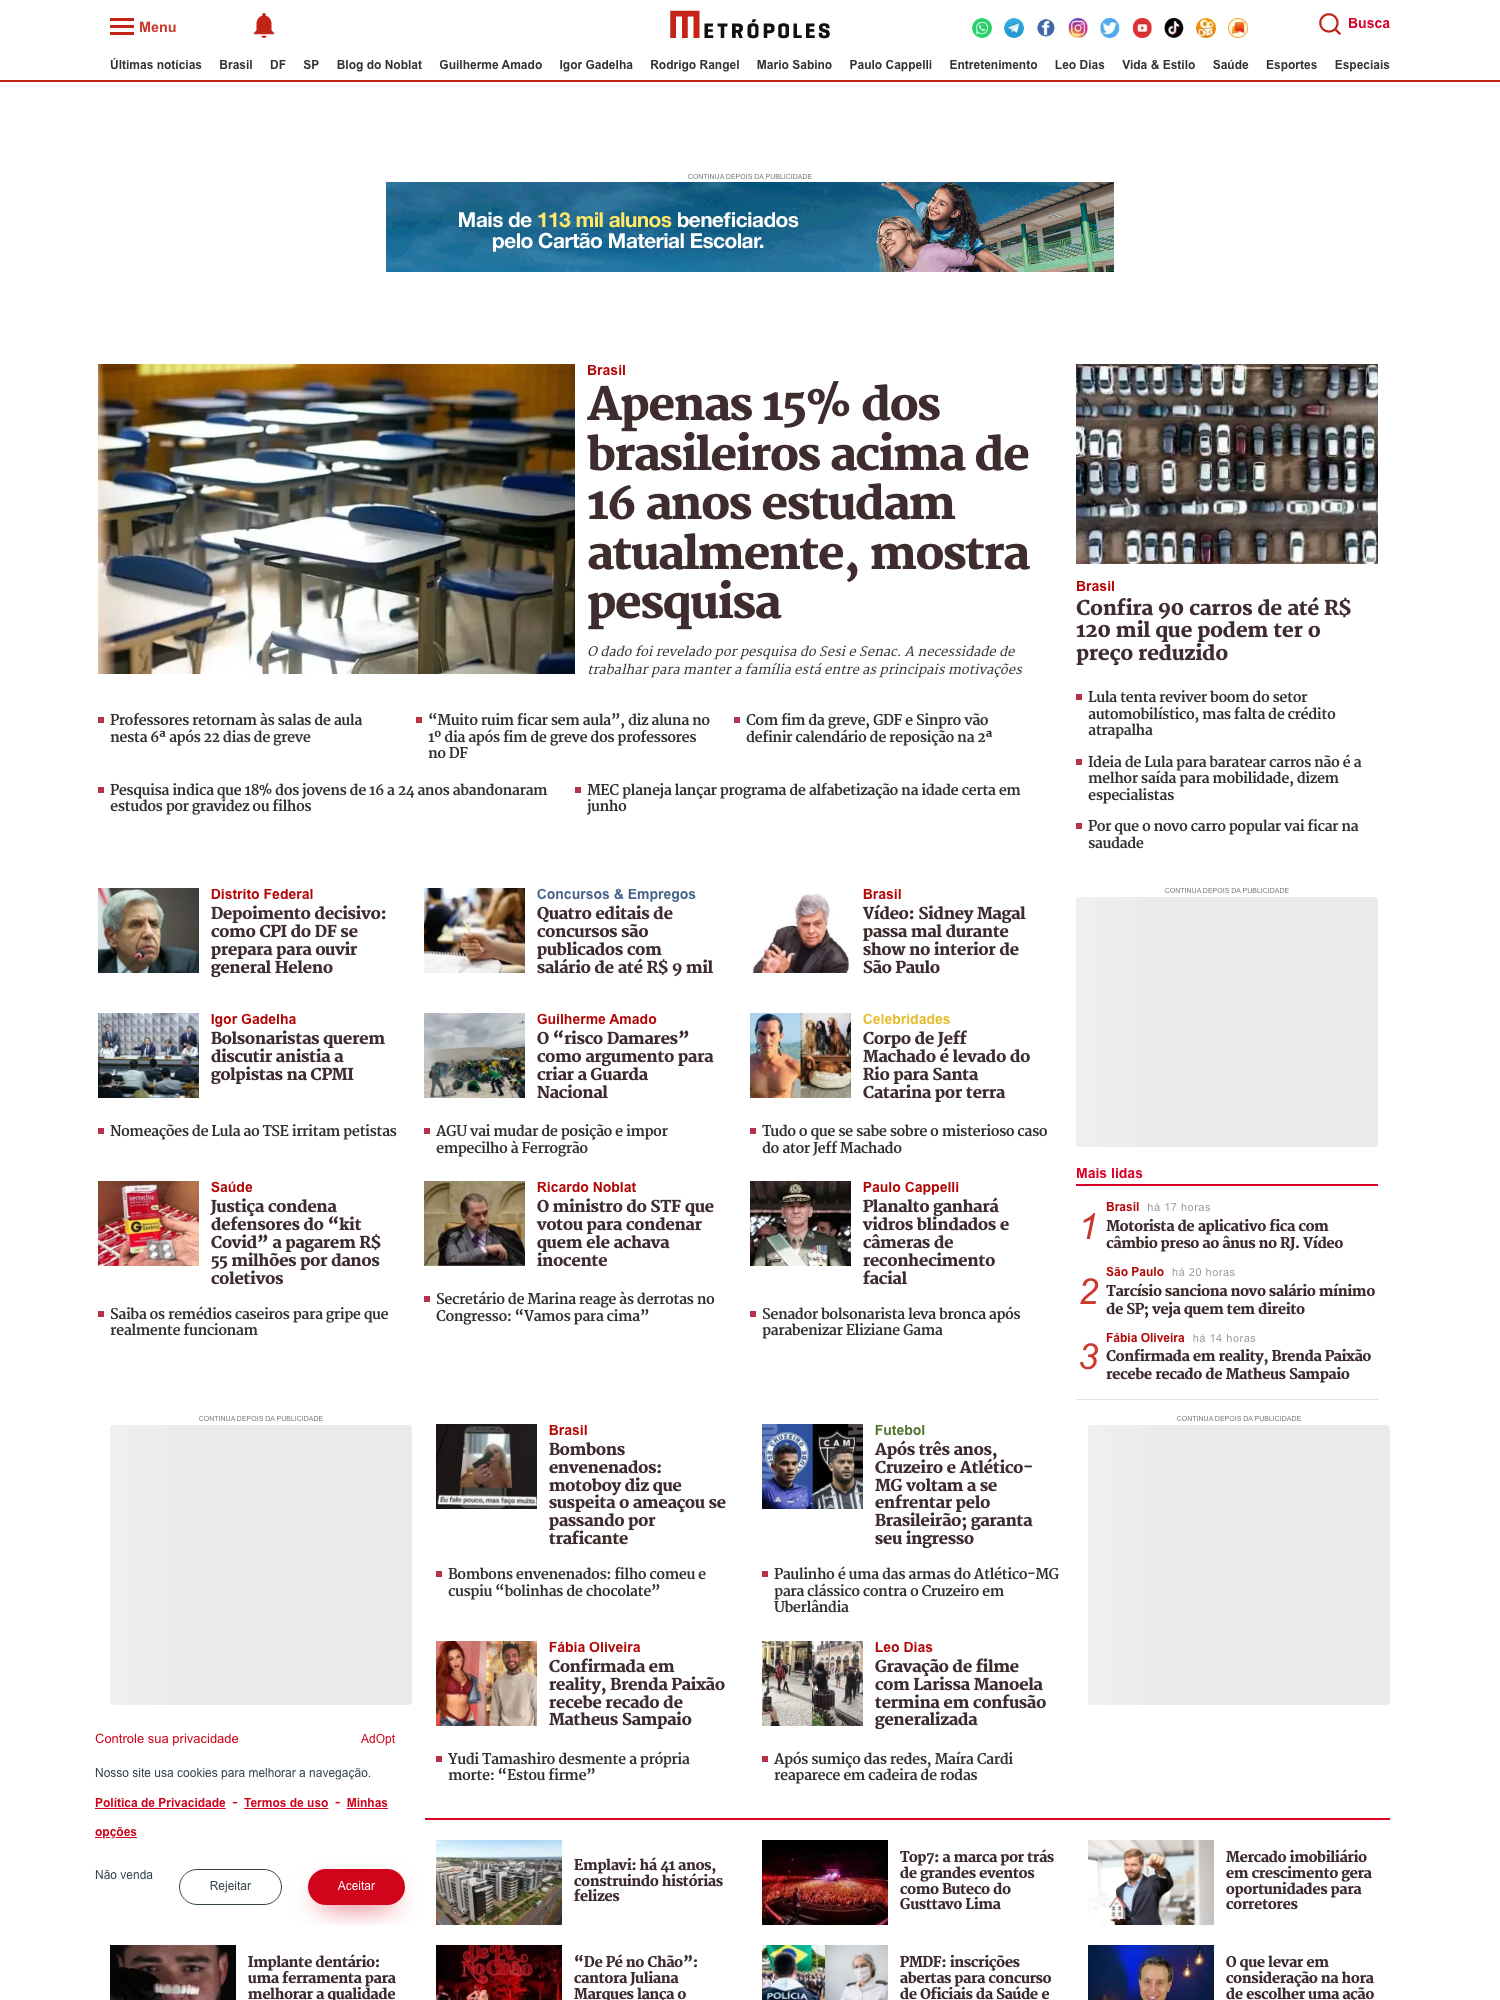 Menu
METRÓPOLES
Busca
Últimas notícias Brasil DF SP Blog do Noblat Guilherme Amado Igor Gadelha Rodrigo Rangel Mario Sabino Paulo Cappelli Entretenimento Leo Dias Vida & Estilo Saúde Esportes Especiais
CONTINUA DEPOIS DA PUBLICIDADE
Mais de 113 mil alunos beneficiados
pelo Cartão Material Escolar.
Brasil
Apenas 15% dos
brasileiros acima de
16 anos estudam
atualmente, mostra
pesquisa
O dado foi revelado por pesquisa do Sesi e Senac. A necessidade de
trabalhar para manter a família está entre as principais motivações
Professores retornam às salas de aula
nesta 6ª após 22 dias de greve
“Muito ruim ficar sem aula”, diz aluna no
1º dia após fim de greve dos professores
no DF
Com fim da greve, GDF e Sinpro vão
definir calendário de reposição na 2ª
Pesquisa indica que 18% dos jovens de 16 a 24 anos abandonaram
estudos por gravidez ou filhos
MEC planeja lançar programa de alfabetização na idade certa em
junho
Brasil
Confira 90 carros de até R$
120 mil que podem ter o
preço reduzido
Lula tenta reviver boom do setor
automobilístico, mas falta de crédito
atrapalha
Ideia de Lula para baratear carros não é a
melhor saída para mobilidade, dizem
especialistas
Por que o novo carro popular vai ficar na
saudade
Distrito Federal
Depoimento decisivo:
como CPI do DF se
prepara para ouvir
general Heleno
Concursos & Empregos
Quatro editais de
concursos são
publicados com
salário de até R$ 9 mil
Brasil
Vídeo: Sidney Magal
passa mal durante
show no interior de
São Paulo
Igor Gadelha
Bolsonaristas querem
discutir anistia a
golpistas na CPMI
Nomeações de Lula ao TSE irritam petistas
Guilherme Amado
O “risco Damares”
como argumento para
criar a Guarda
Nacional
AGU vai mudar de posição e impor
empecilho à Ferrogrão
Celebridades
Corpo de Jeff
Machado é levado do
Rio para Santa
Catarina por terra
Tudo o que se sabe sobre o misterioso caso
do ator Jeff Machado
Saúde
Justiça condena
defensores do “kit
Covid” a pagarem R$
55 milhões por danos
coletivos
Saiba os remédios caseiros para gripe que
realmente funcionam
Ricardo Noblat
O ministro do STF que
votou para condenar
quem ele achava
inocente
Secretário de Marina reage às derrotas no
Congresso: “Vamos para cima”
Paulo Cappelli
Planalto ganhará
vidros blindados e
câmeras de
reconhecimento
facial
Senador bolsonarista leva bronca após
parabenizar Eliziane Gama
CONTINUA DEPOIS DA PUBLICIDADE
Mais lidas
1
Brasil há 17 horas
Motorista de aplicativo fica com
câmbio preso ao ânus no RJ. Vídeo
2
São Paulo há 20 horas
Tarcísio sanciona novo salário mínimo
de SP; veja quem tem direito
3
Fábia Oliveira há 14 horas
Confirmada em reality, Brenda Paixão
recebe recado de Matheus Sampaio
CONTINUA DEPOIS DA PUBLICIDADE
Eu falo pouco, mas faço muito.
Brasil
Bombons
envenenados:
motoboy diz que
suspeita o ameaçou se
passando por
traficante
Bombons envenenados: filho comeu e
cuspiu “bolinhas de chocolate”
CRUZEIRO
CAM
Futebol
Após três anos,
Cruzeiro e Atlético-
MG voltam a se
enfrentar pelo
Brasileirão; garanta
seu ingresso
Paulinho é uma das armas do Atlético-MG
para clássico contra o Cruzeiro em
Uberlândia
CONTINUA DEPOIS DA PUBLICIDADE
Fábia Oliveira
Confirmada em
reality, Brenda Paixão
recebe recado de
Matheus Sampaio
Yudi Tamashiro desmente a própria
morte: “Estou firme”
Leo Dias
Gravação de filme
com Larissa Manoela
termina em confusão
generalizada
Após sumiço das redes, Maíra Cardi
reaparece em cadeira de rodas
Controle sua privacidade AdOpt
Nosso site usa cookies para melhorar a navegação.
Política de Privacidade - Termos de uso - Minhas
opções
Não venda Rejeitar Aceitar
Emplavi: há 41 anos,
construindo histórias
felizes
Top7: a marca por trás
de grandes eventos
como Buteco do
Gusttavo Lima
Mercado imobiliário
em crescimento gera
oportunidades para
corretores
Implante dentário:
uma ferramenta para
melhorar a qualidade
De Pé
No Chão
“De Pé no Chão”:
cantora Juliana
Marques lança o
POLÍCIA
PMDF: inscrições
abertas para concurso
de Oficiais da Saúde e
O que levar em
consideração na hora
de escolher uma ação